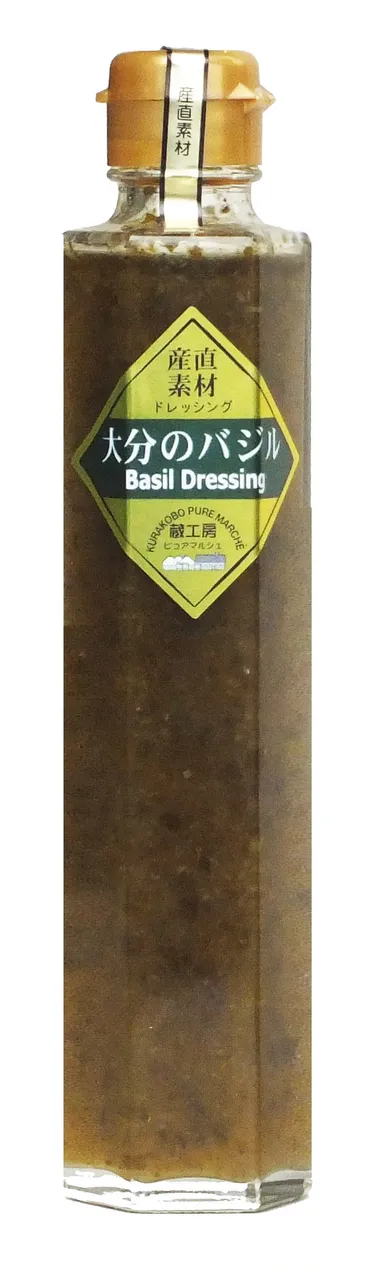 産直素材
産直
素材
ドレッシング
大分のバジル
Basil Dressing
KURAKOBO PURE MARCHÉ
蔵工房
ピュアマルシェ